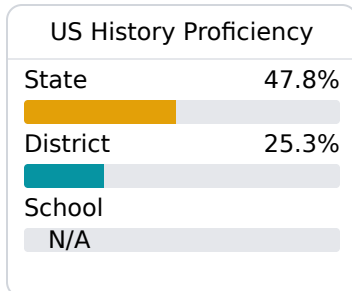 US History Proficiency
State 47.8%
District 25.3%
School
N/A